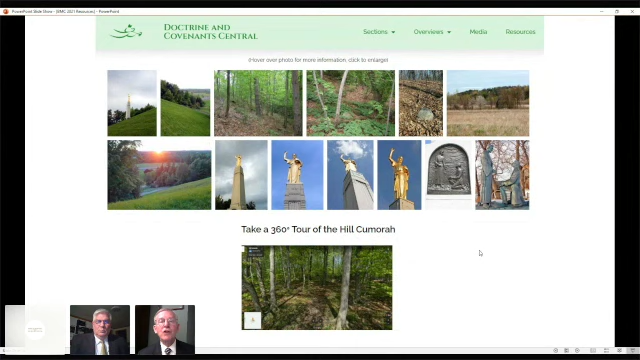 PowerPoint Slide Show - [BMC 2021 Resources] - PowerPoint
DOCTRINE AND
COVENANTS CENTRAL
Sections
Overviews
Media
Resources
(Hover over photo for more information; click to enlarge)
Take a 360° Tour of the Hill Cumorah